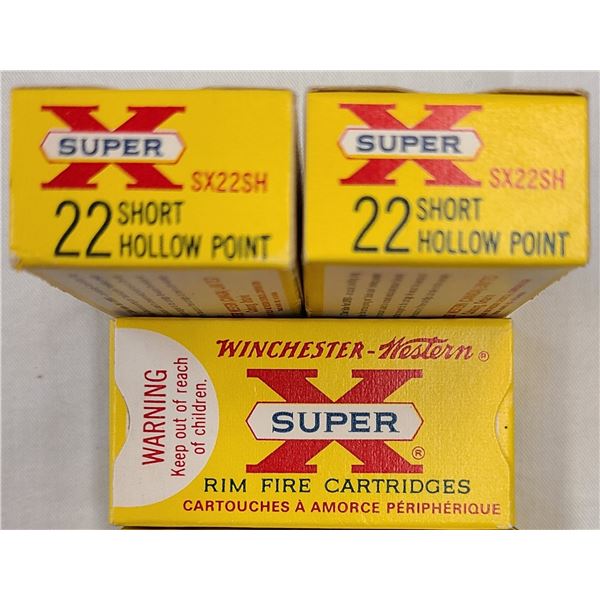 X
SUPER
SX22SH
22 SHORT
HOLLOW POINT
X
SUPER
SX22SH
22 SHORT
HOLLOW POINT
WINCHESTER-Western ®
X
SUPER
®
RIM FIRE CARTRIDGES
CARTOUCHES À AMORCE PÉRIPHÉRIQUE
WARNING
Keep out of reach
of children.